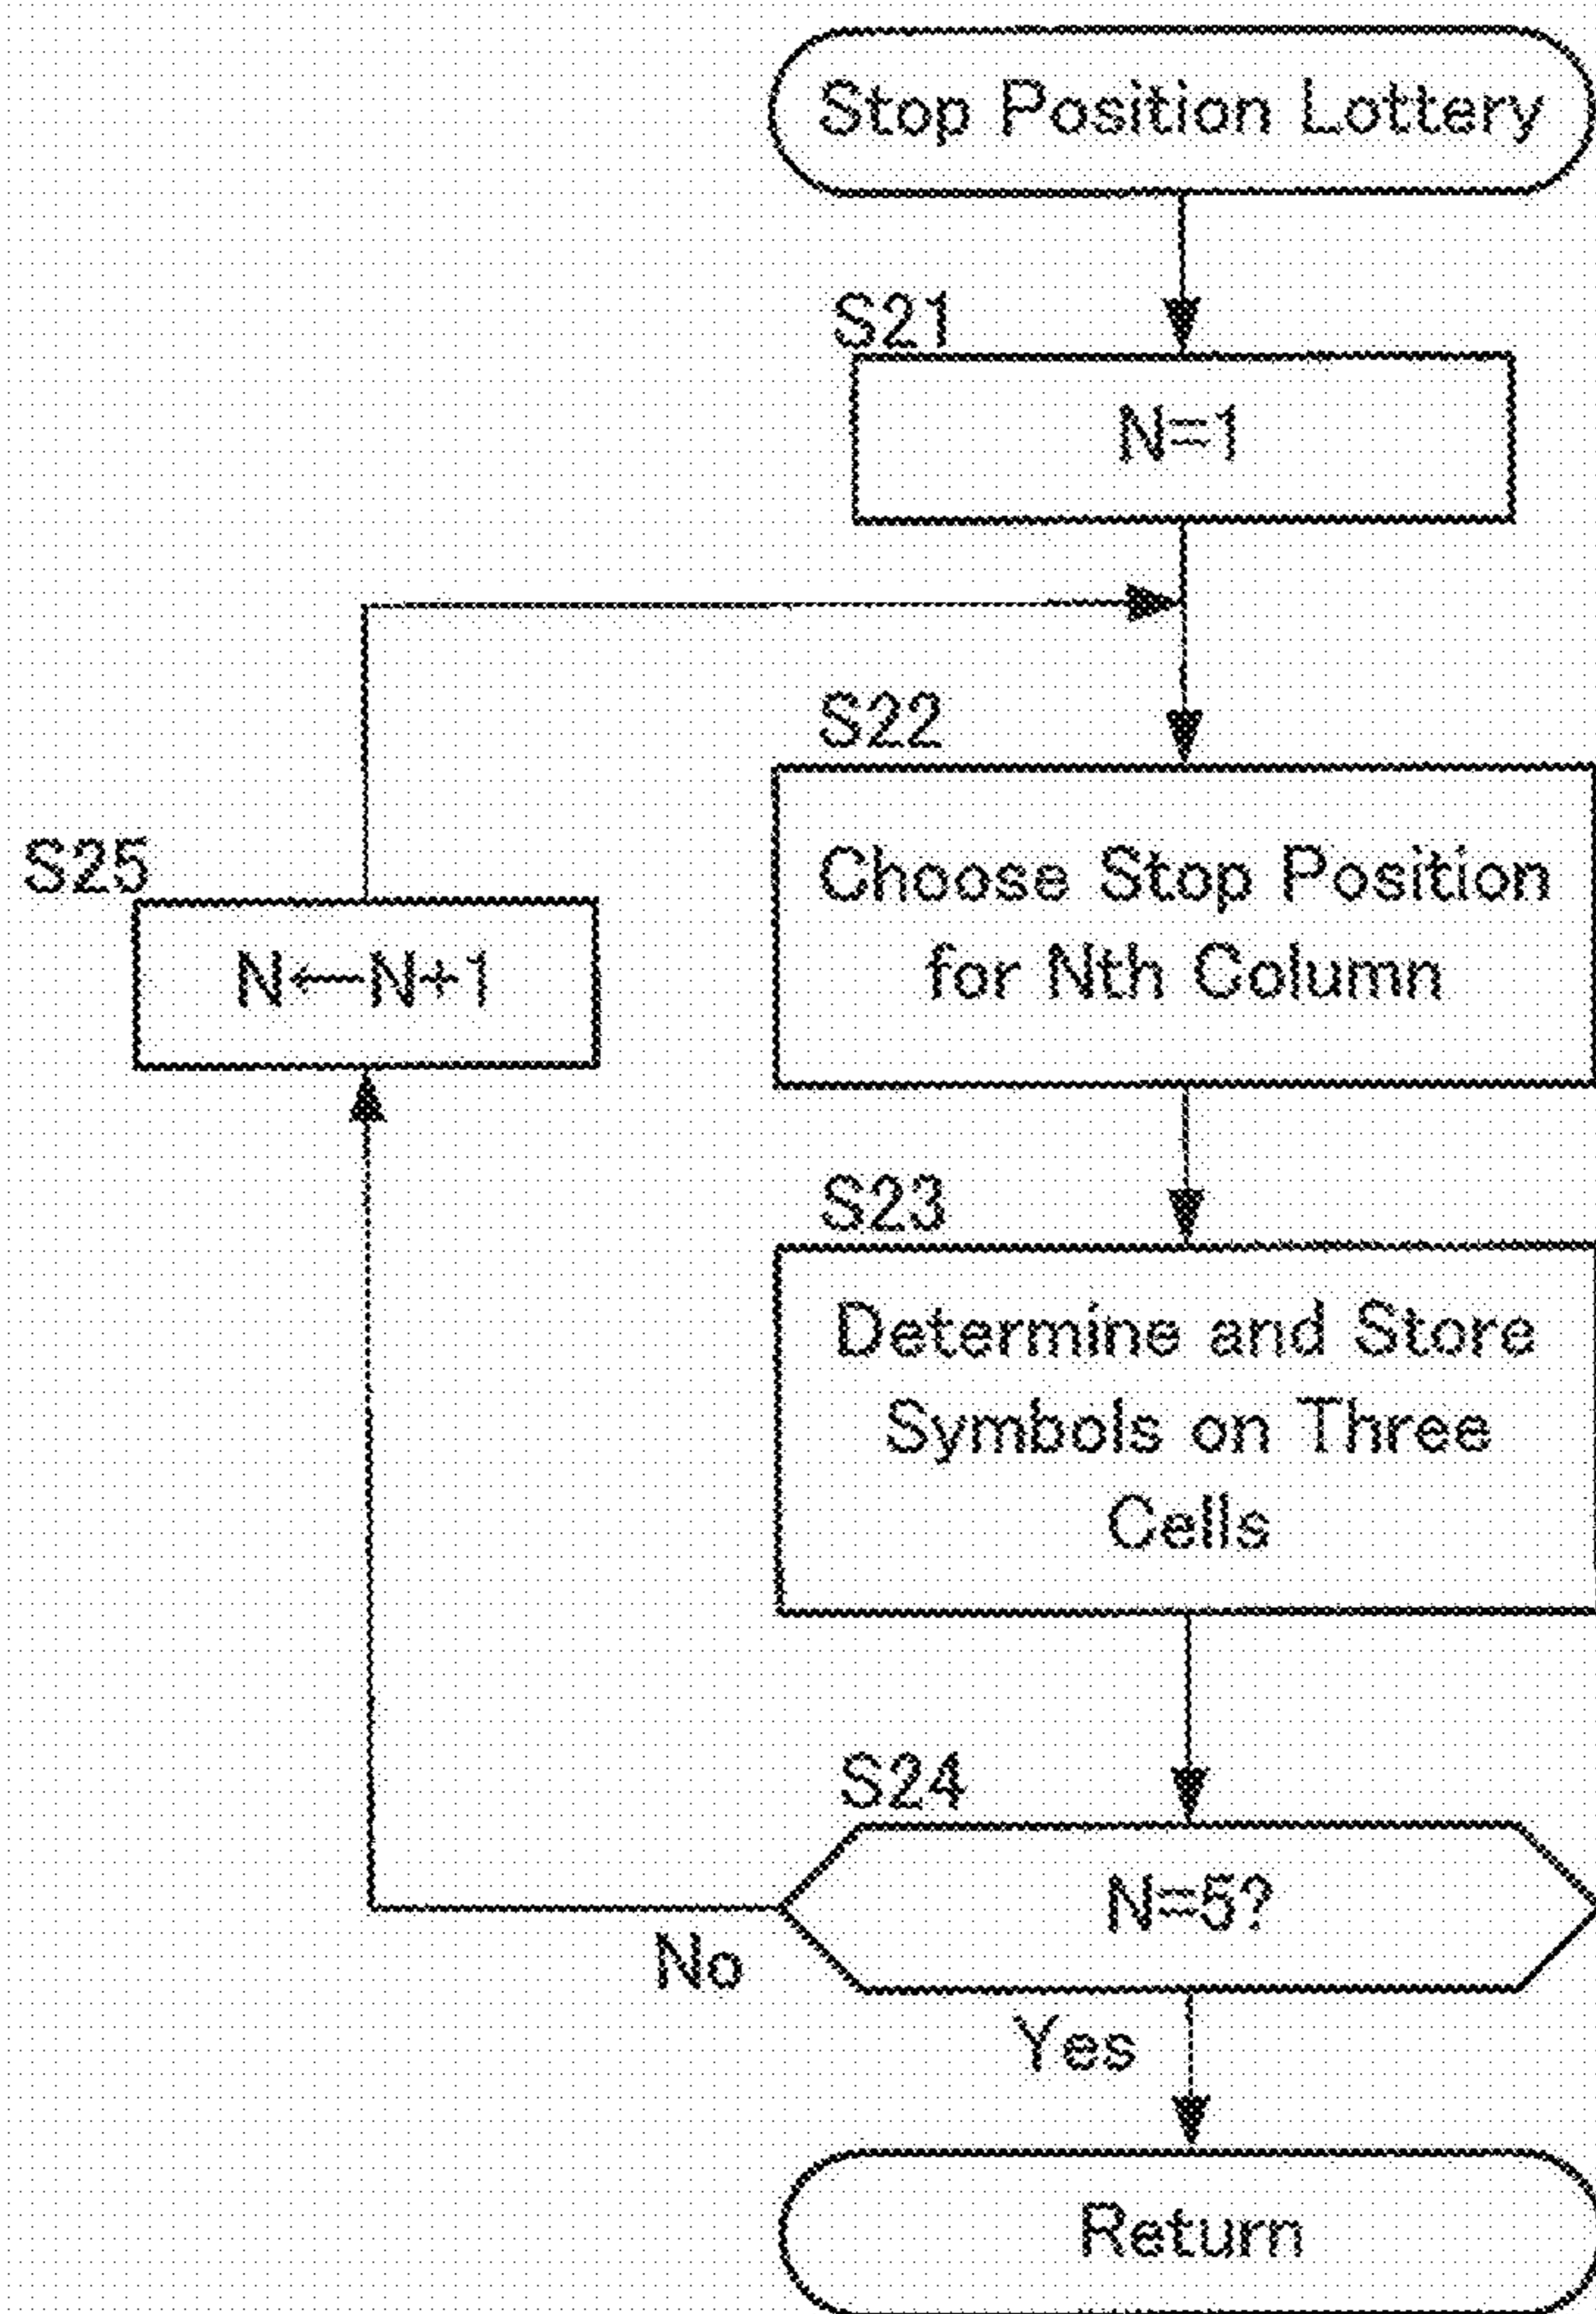 Stop Position Lottery
S21
N=1
S22
Choose Stop Position
for Nth Column
S25
N←N+1
S23
Determine and Store
Symbols on Three
Cells
S24
N=5?
No
Yes
Return